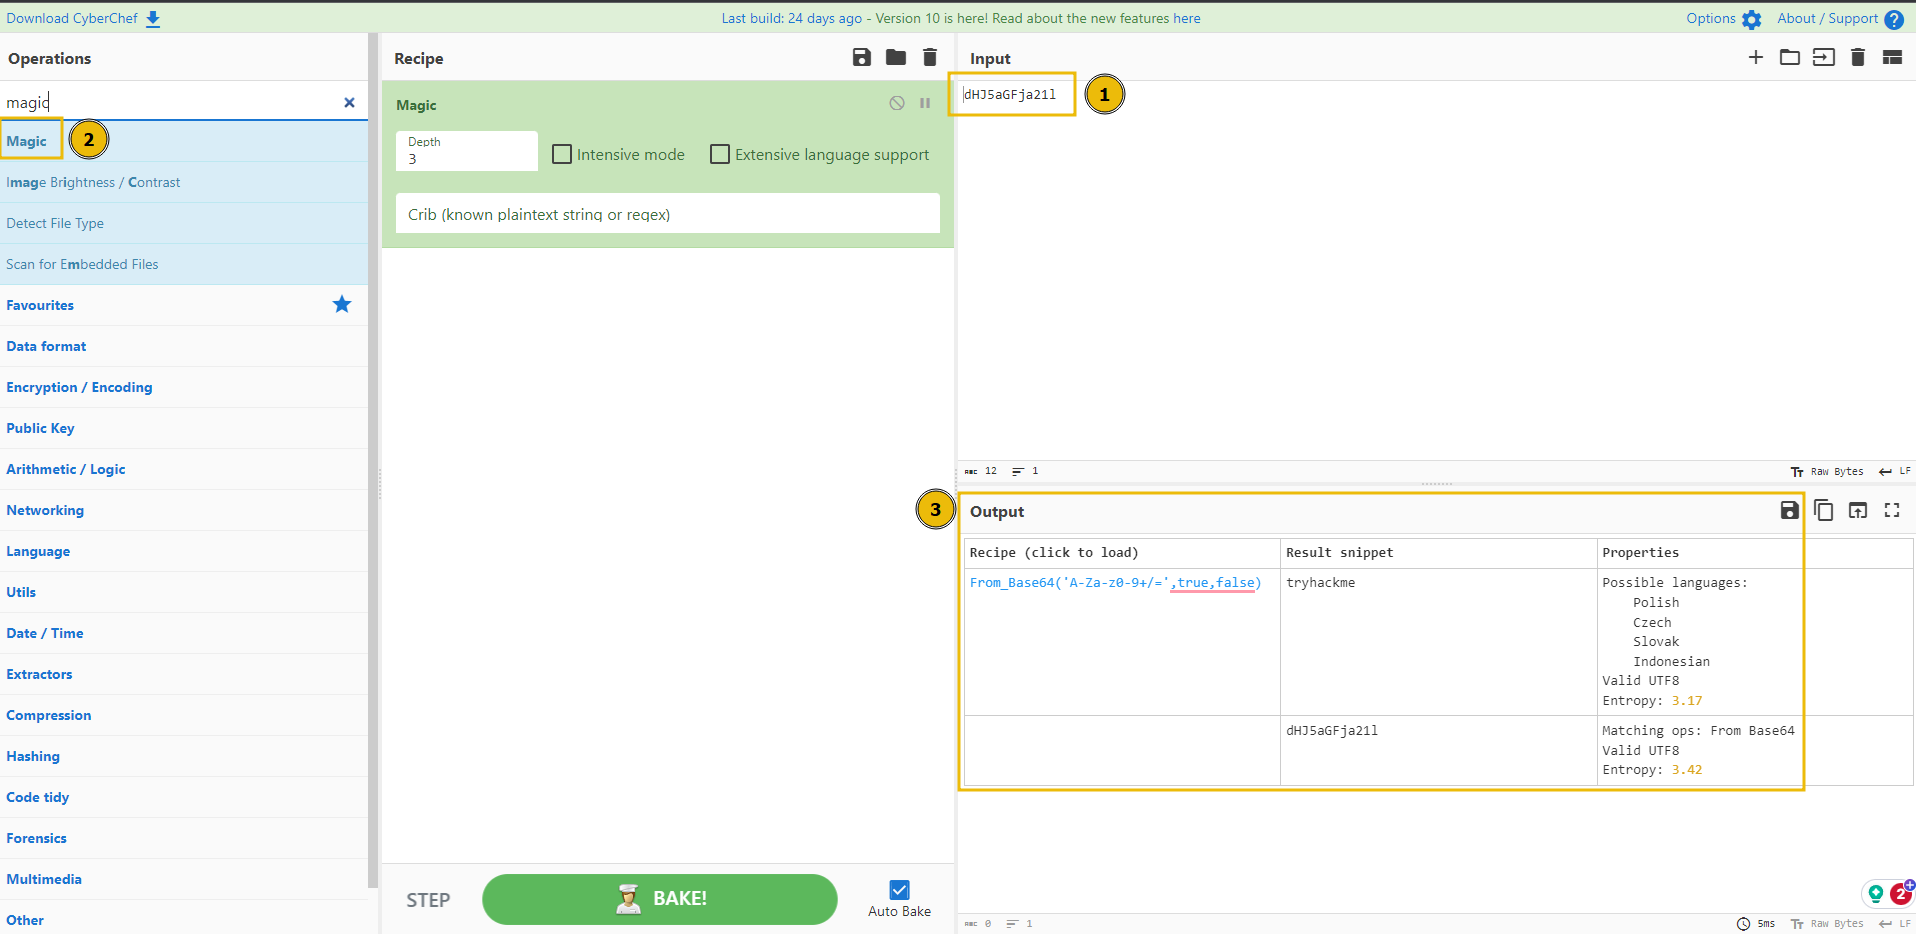 Download CyberChef
Last build: 24 days ago - Version 10 is here! Read about the new features here
Options
About / Support
?
Operations
magic
Magic
2
Image Brightness / Contrast
Detect File Type
Scan for Embedded Files
Favourites
Data format
Encryption / Encoding
Public Key
Arithmetic / Logic
Networking
Language
Utils
Date / Time
Extractors
Compression
Hashing
Code tidy
Forensics
Multimedia
Other
Recipe
Magic
Depth
3
Intensive mode
Extensive language support
Crib (known plaintext string or regex)
STEP
BAKE!
Auto Bake
Input
dHJ5aGFja21l
1
ABC 12 1
Tт Raw Bytes LF
3
Output
Recipe (click to load) Result snippet Properties
From_Base64('A-Za-z0-9+/=',true,false) tryhackme Possible languages:
Polish
Czech
Slovak
Indonesian
Valid UTF8
Entropy: 3.17
dHJ5aGFja21l Matching ops: From Base64
Valid UTF8
Entropy: 3.42
2
ABC 0 1
5ms Tт Raw Bytes LF